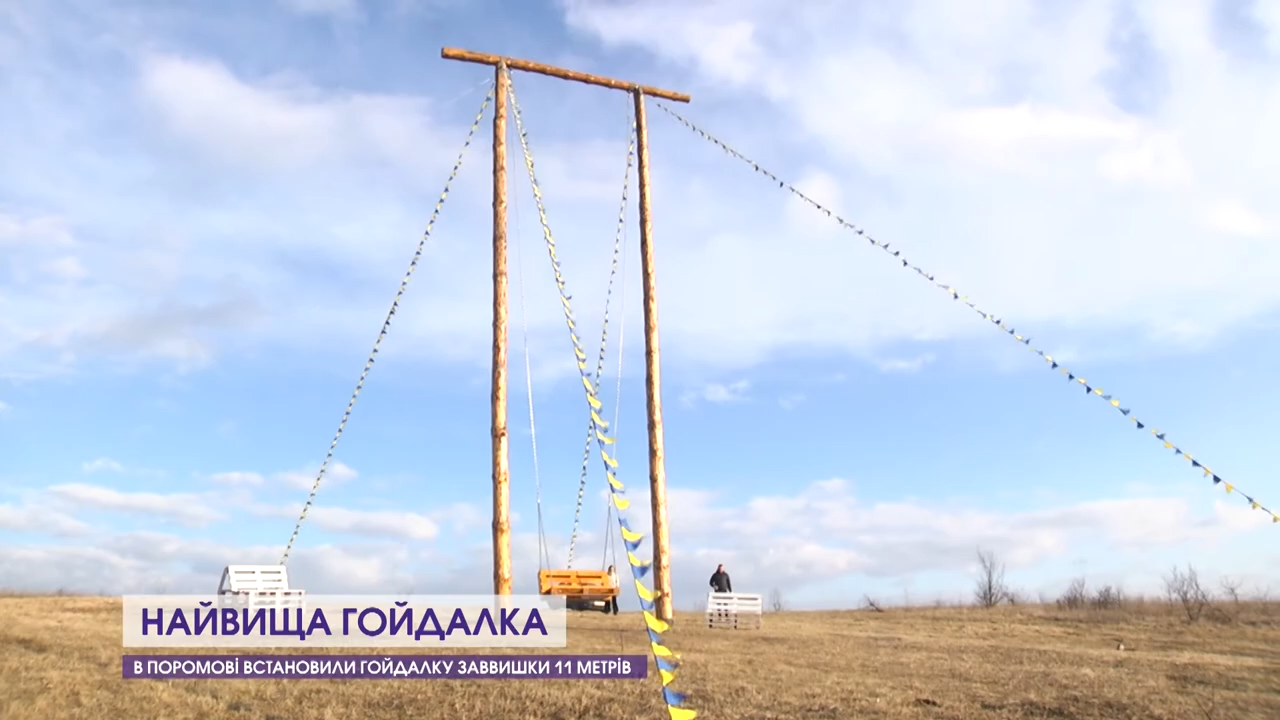 НАЙВИЩА ГОЙДАЛКА
В ПОРОМОВІ ВСТАНОВИЛИ ГОЙДАЛКУ ЗАВВИШКИ 11 МЕТРІВ